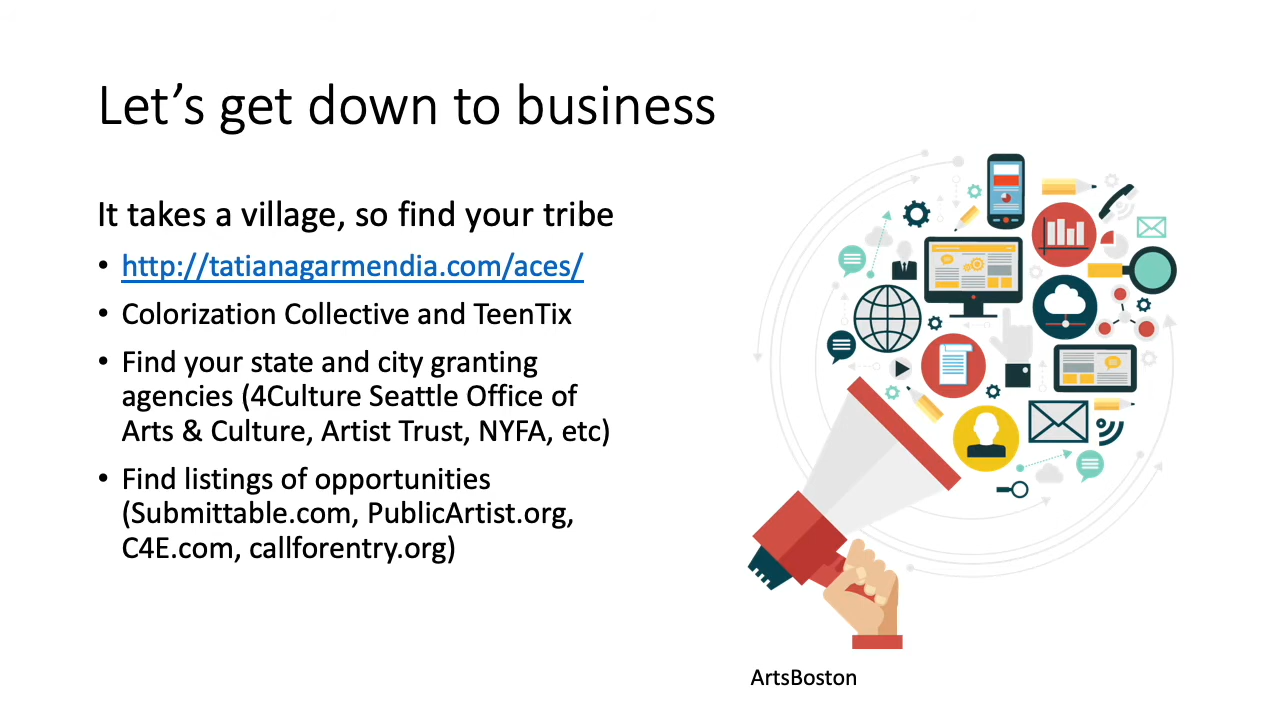 Let’s get down to business
It takes a village, so find your tribe
• http://tatianagarmendia.com/aces/
• Colorization Collective and TeenTix
• Find your state and city granting
agencies (4Culture Seattle Office of
Arts & Culture, Artist Trust, NYFA, etc)
• Find listings of opportunities
(Submittable.com, PublicArtist.org,
C4E.com, callforentry.org)
ArtsBoston